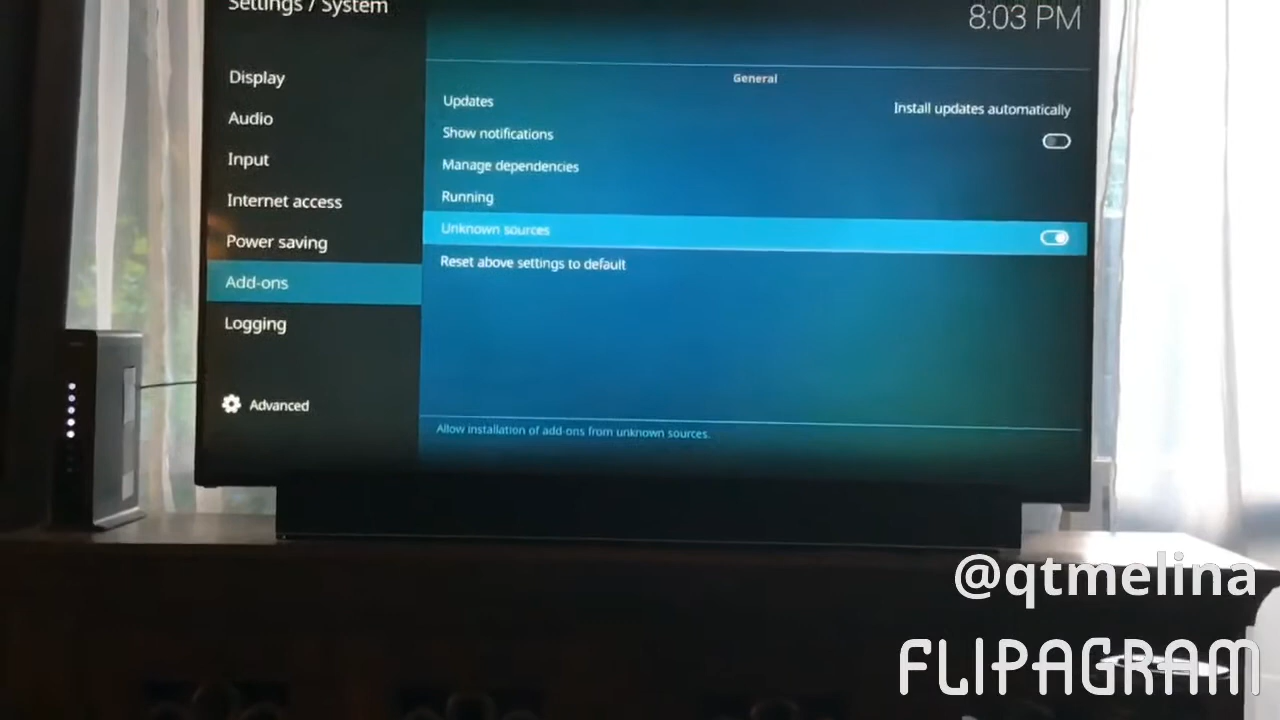 Settings / System
8:03 PM
Display
Audio
Input
Internet access
Power saving
Add-ons
Logging
Advanced
General
Updates
Install updates automatically
Show notifications
Manage dependencies
Running
Unknown sources
Reset above settings to default
Allow installation of add-ons from unknown sources.
@qtmelina
FLIPAGRAM